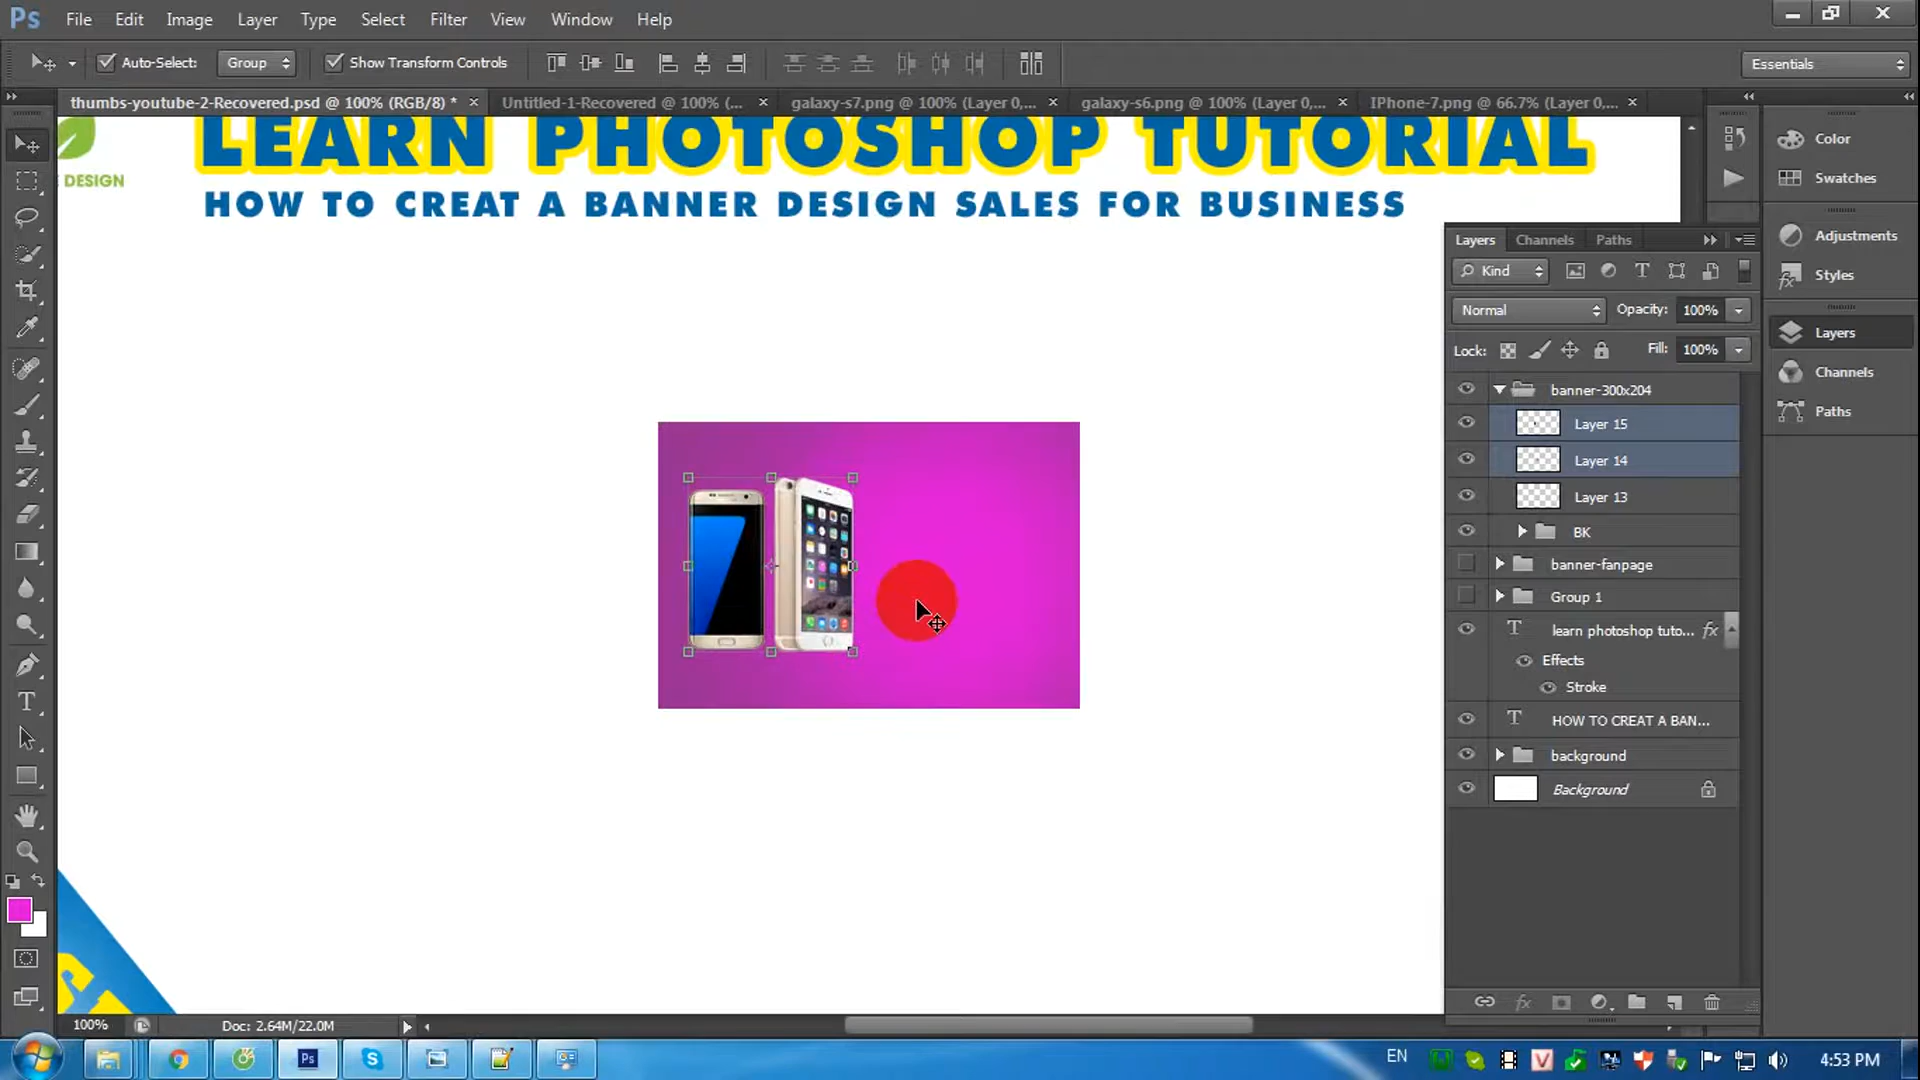 Ps File Edit Image Layer Type Select Filter View Window Help
Auto-Select: Group Show Transform Controls Essentials
thumbs-youtube-2-Recovered.psd @ 100% (RGB/8) * Untitled-1-Recovered @ 100% (... galaxy-s7.png @ 100% (Layer 0,... galaxy-s6.png @ 100% (Layer 0,... IPhone-7.png @ 66.7% (Layer 0,...
LEARN PHOTOSHOP TUTORIAL
E DESIGN
HOW TO CREAT A BANNER DESIGN SALES FOR BUSINESS
Color
Swatches
Adjustments
Styles
Layers
Channels
Paths
Layers Channels Paths
Kind
Normal Opacity: 100%
Lock: Fill: 100%
banner-300x204
Layer 15
Layer 14
Layer 13
BK
banner-fanpage
Group 1
learn photoshop tuto... fx
Effects
Stroke
HOW TO CREAT A BAN...
background
Background
fx
100% Doc: 2.64M/22.0M
Ps EN 4:53 PM